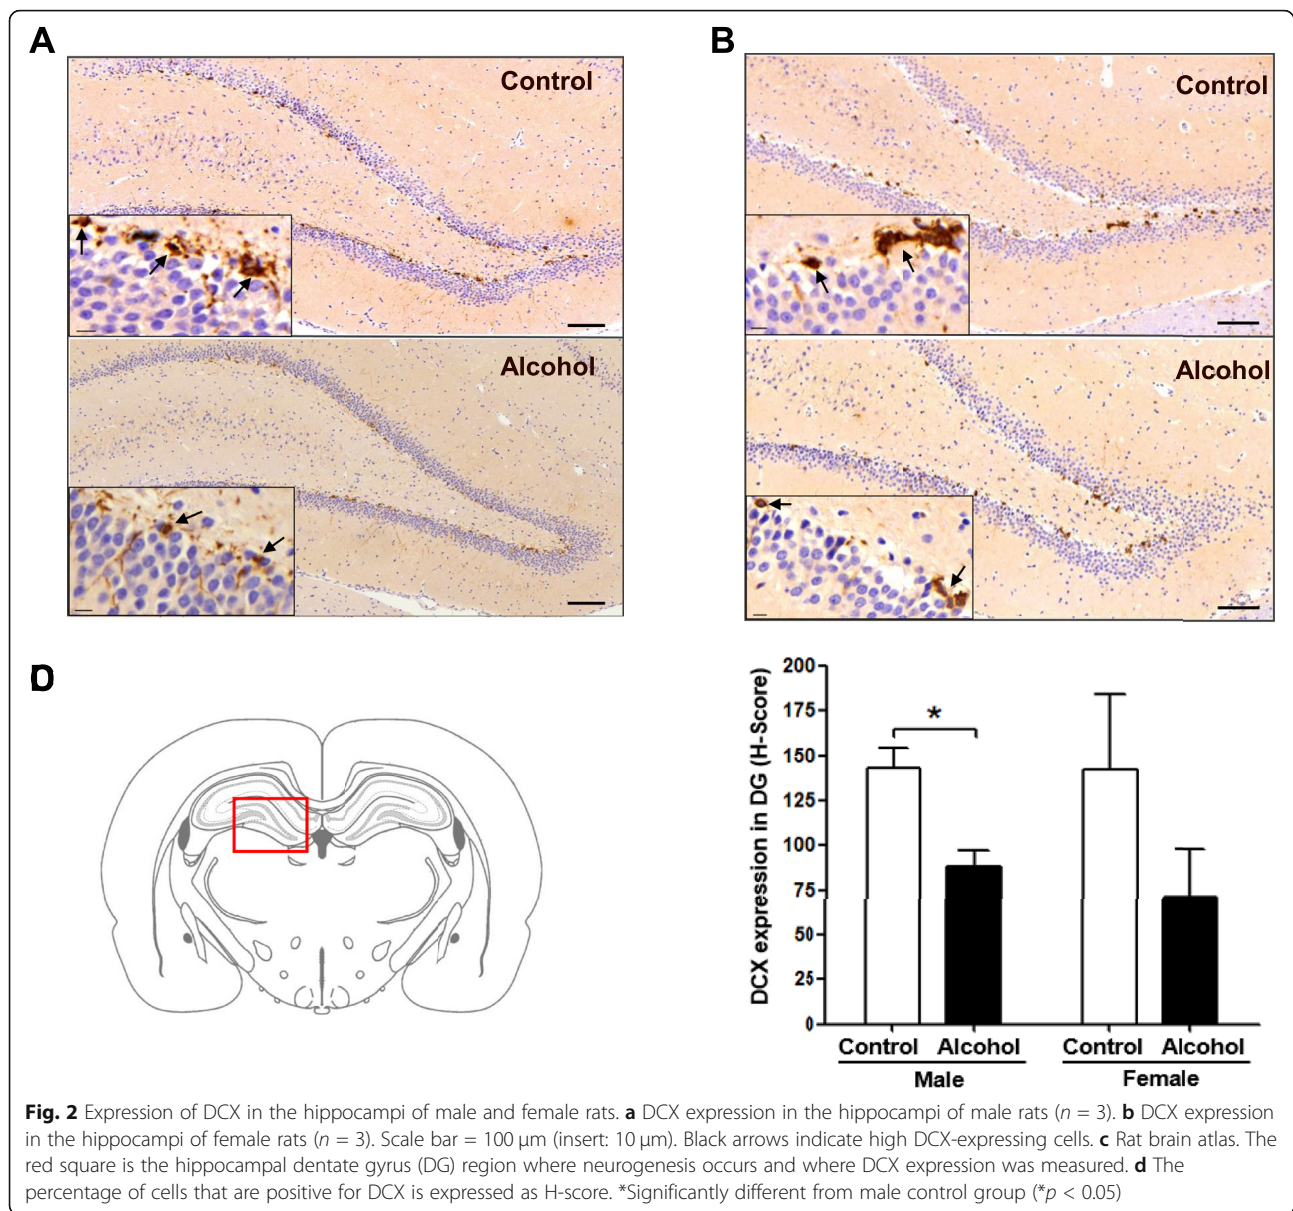 A
B
Control
Control
Alcohol
Alcohol
D
DCX expression in DG (H-Score)
200
175
150
125
100
75
50
25
0
*
Control Alcohol Control Alcohol
Male Female
Fig. 2 Expression of DCX in the hippocampi of male and female rats. a DCX expression in the hippocampi of male rats (n = 3). b DCX expression
in the hippocampi of female rats (n = 3). Scale bar = 100 μm (insert: 10 μm). Black arrows indicate high DCX-expressing cells. c Rat brain atlas. The
red square is the hippocampal dentate gyrus (DG) region where neurogenesis occurs and where DCX expression was measured. d The
percentage of cells that are positive for DCX is expressed as H-score. *Significantly different from male control group (*p < 0.05)